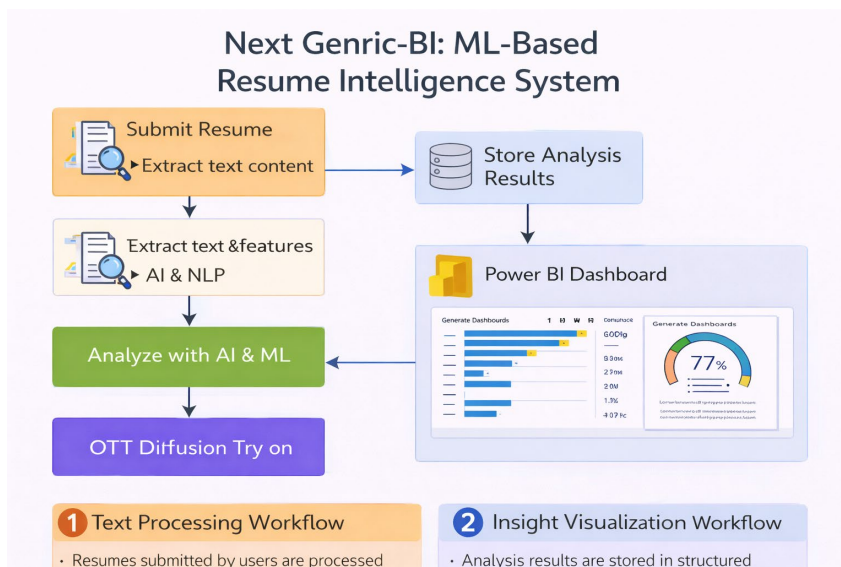 Next Genric-BI: ML-Based
Resume Intelligence System
Submit Resume
Extract text content
Store Analysis
Results
Extract text &features
AI & NLP
Power BI Dashboard
Analyze with AI & ML
OTT Ditfusion Try on
Generate Dashbourds
Generate Dashboards
77%
1 Text Processing Workflow
• Resumes submitted by users are processed
2 Insight Visualization Workflow
• Analysis results are stored in structured